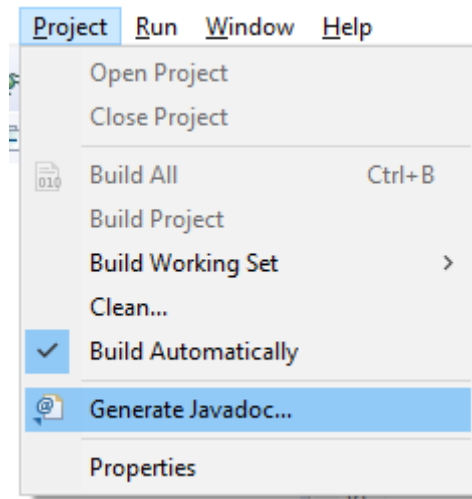 Project Run Window Help
Open Project
Close Project
010
Build All Ctrl+B
Build Project
Build Working Set >
Clean...
Build Automatically
@
Generate Javadoc...
Properties